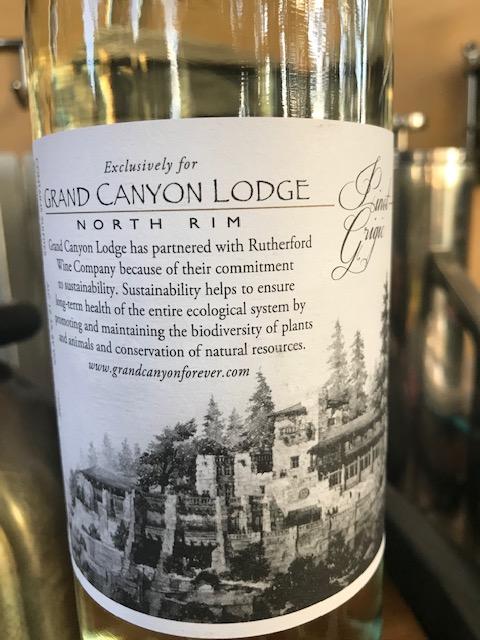 Exclusively for
GRAND CANYON LODGE
NORTH RIM
Pinot
Grigio
Grand Canyon Lodge has partnered with Rutherford
Wine Company because of their commitment
to sustainability. Sustainability helps to ensure
long-term health of the entire ecological system by
promoting and maintaining the biodiversity of plants
and animals and conservation of natural resources.
www.grandcanyonforever.com